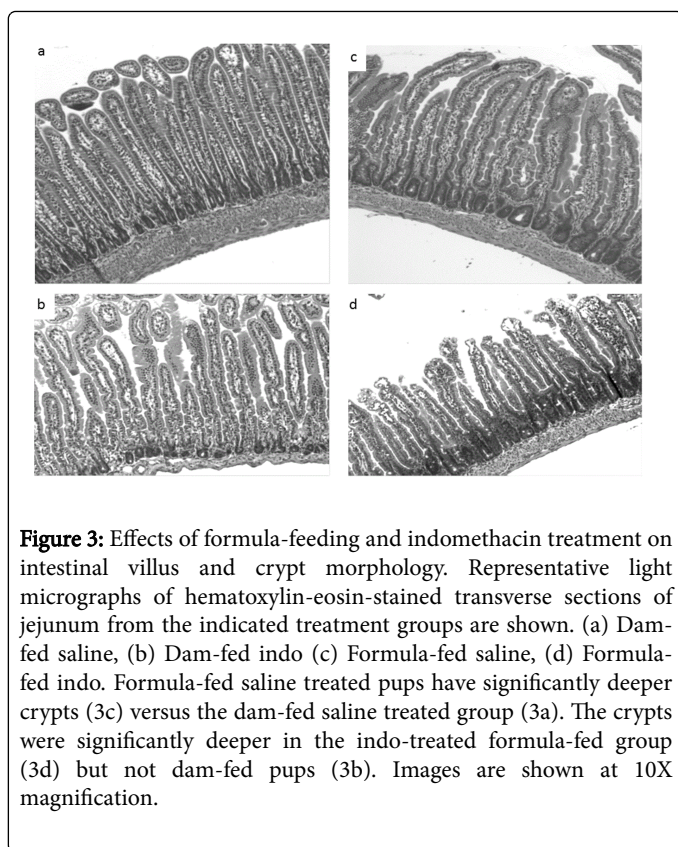 a
c
b
d
Figure 3: Effects of formula-feeding and indomethacin treatment on
intestinal villus and crypt morphology. Representative light
micrographs of hematoxylin-eosin-stained transverse sections of
jejunum from the indicated treatment groups are shown. (a) Dam-
fed saline, (b) Dam-fed indo (c) Formula-fed saline, (d) Formula-
fed indo. Formula-fed saline treated pups have significantly deeper
crypts (3c) versus the dam-fed saline treated group (3a). The crypts
were significantly deeper in the indo-treated formula-fed group
(3d) but not dam-fed pups (3b). Images are shown at 10X
magnification.